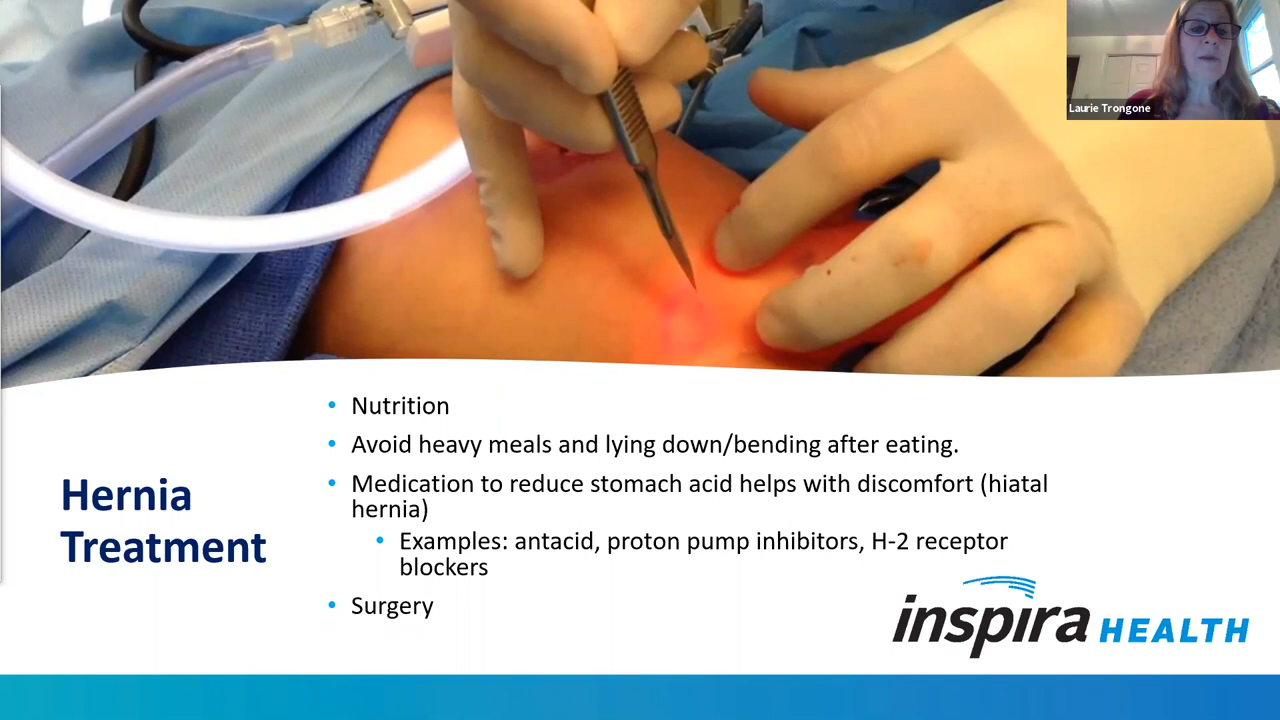 Laurie Trongone
Hernia
Treatment
• Nutrition
• Avoid heavy meals and lying down/bending after eating.
• Medication to reduce stomach acid helps with discomfort (hiatal
hernia)
• Examples: antacid, proton pump inhibitors, H-2 receptor
blockers
• Surgery
inspira HEALTH